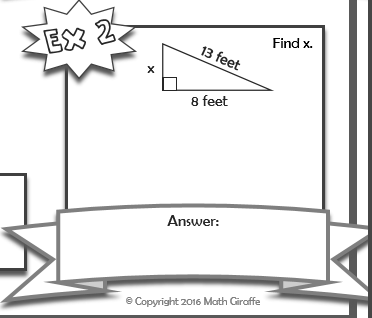 Ex 2
Find x.
13 feet
x
8 feet
Answer:
© Copyright 2016 Math Giraffe